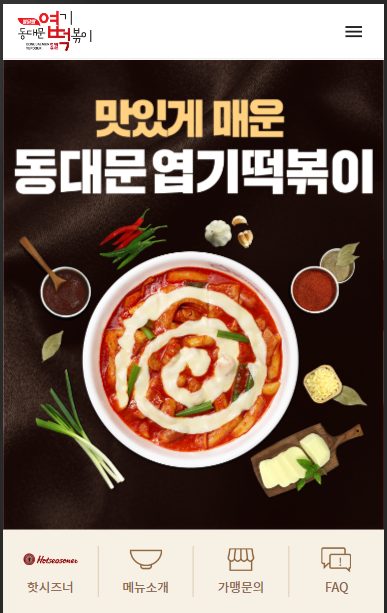 동대문
엽기
떡볶이
맛있게 매운
동대문엽기떡볶이
Hotseasoner
핫시즈너
메뉴소개
가맹문의
FAQ